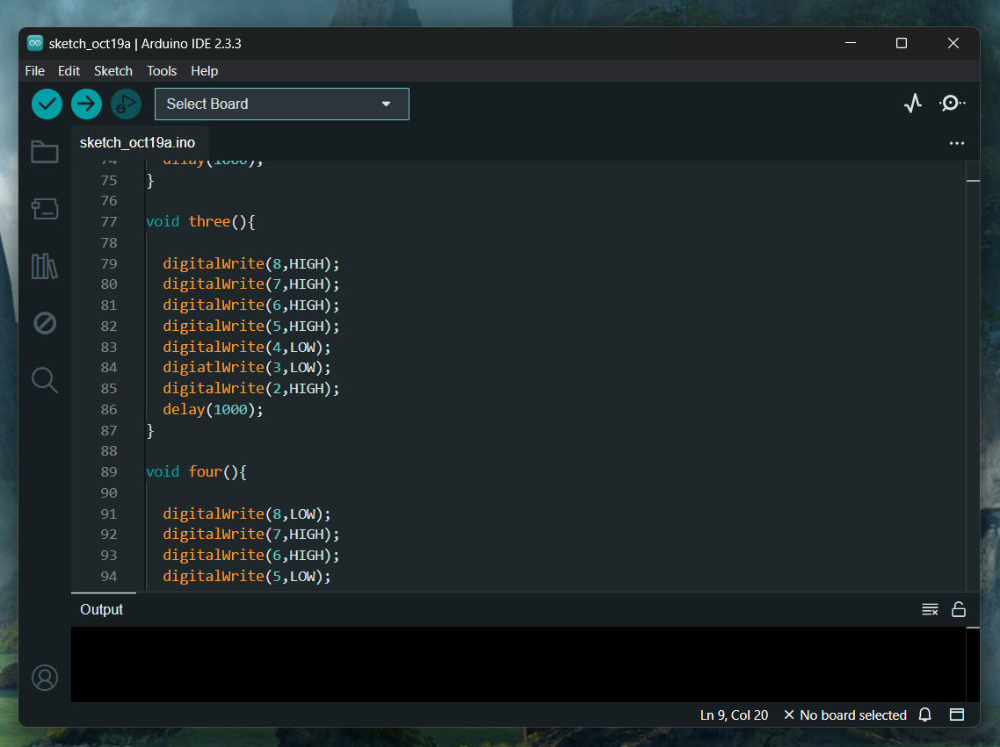 sketch_oct19a | Arduino IDE 2.3.3
File Edit Sketch Tools Help
Select Board
sketch_oct19a.ino
75 }
76
77 void three(){
78
79 digitalWrite(8,HIGH);
80 digitalWrite(7,HIGH);
81 digitalWrite(6,HIGH);
82 digitalWrite(5,HIGH);
83 digitalWrite(4,LOW);
84 digiatlWrite(3,LOW);
85 digitalWrite(2,HIGH);
86 delay(1000);
87 }
88
89 void four(){
90
91 digitalWrite(8,LOW);
92 digitalWrite(7,HIGH);
93 digitalWrite(6,HIGH);
94 digitalWrite(5,LOW);
Output
Ln 9, Col 20 × No board selected